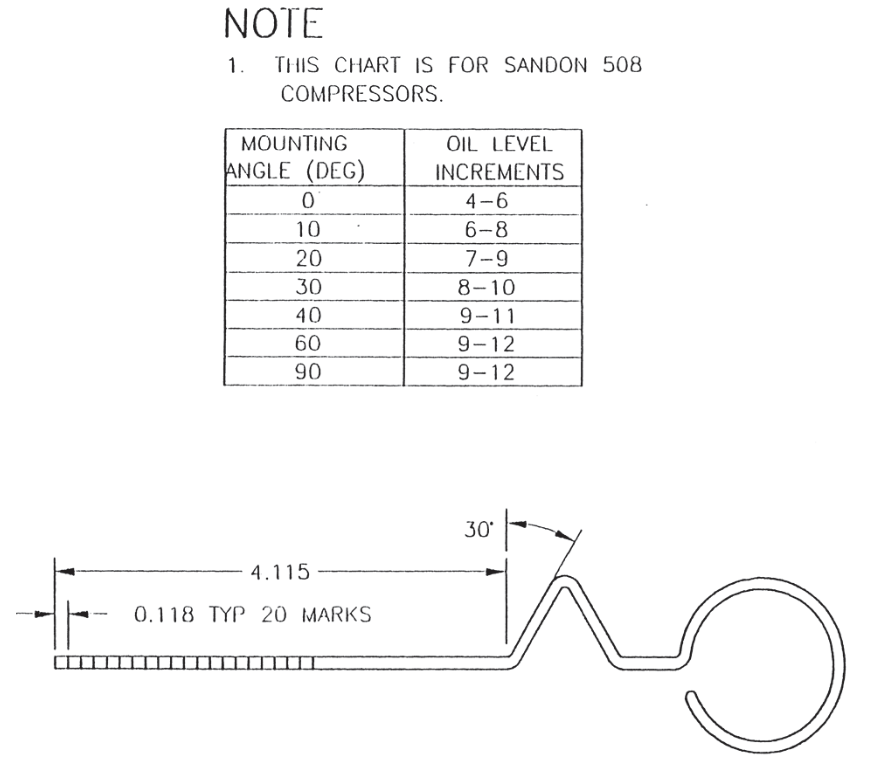 NOTE
1. THIS CHART IS FOR SANDON 508
COMPRESSORS.
MOUNTING ANGLE (DEG) OIL LEVEL INCREMENTS
0 4-6
10 6-8
20 7-9
30 8-10
40 9-11
60 9-12
90 9-12
30°
4.115
0.118 TYP 20 MARKS